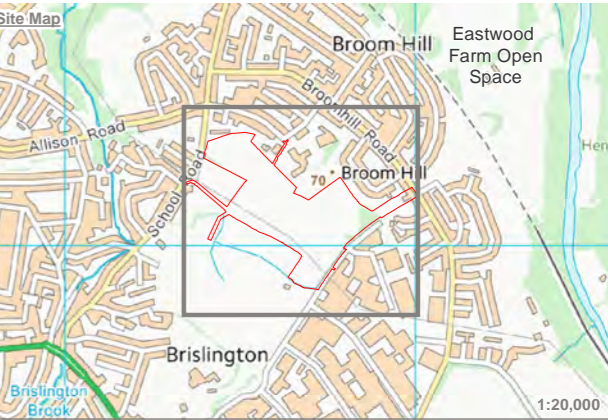 Site Map
Broom Hill
Eastwood
Farm Open
Space
Broomhill Road
Allison Road
School Road
70
Broom Hill
Hen
Brislington
Brislington
Brook
1:20,000